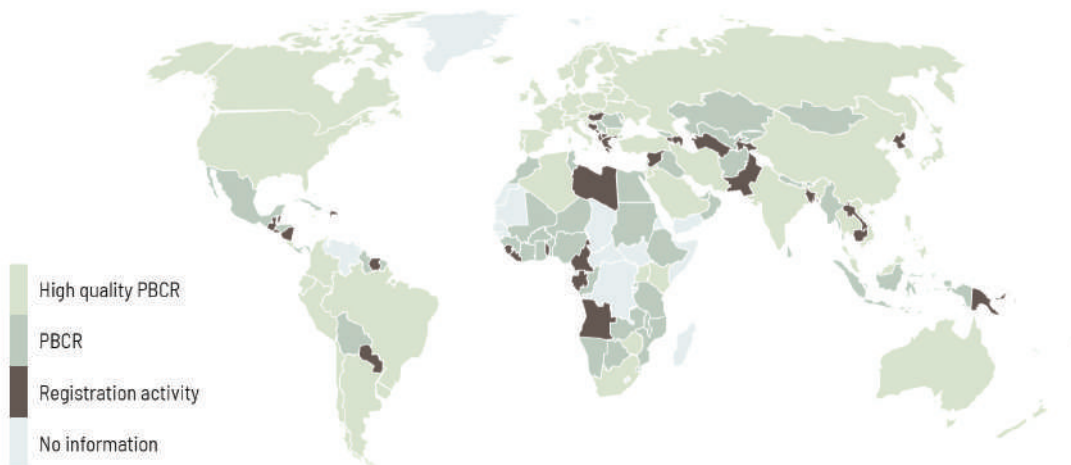 High quality PBCR
PBCR
Registration activity
No information